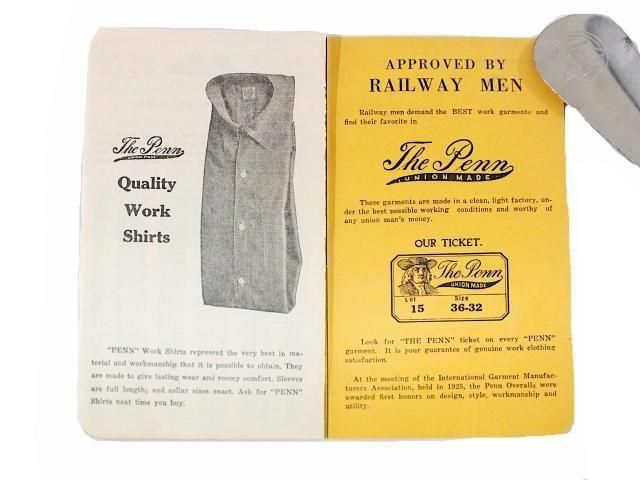 The Penn
UNION MADE
Quality
Work
Shirts
"PENN" Work Shirts represent the very best in ma-
terial and workmanship that it is possible to obtain. They
are made to give lasting wear and roomy comfort. Sleeves
are full length; and collar sizes exact. Ask for "PENN"
Shirts next time you buy.
APPROVED BY
RAILWAY MEN
Railway men demand the BEST work garments and
find their favorite in
The Penn
UNION MADE
These garments are made in a clean, light factory, un-
der the best possible working conditions and worthy of
any union man's money.
OUR TICKET.
The Penn
UNION MADE
Lot Size
15 36-32
Look for "THE PENN" ticket on every "PENN"
garment. It is your guarantee of genuine work clothing
satisfaction.
At the meeting of the International Garment Manufac-
turers Association, held in 1925, the Penn Overalls were
awarded first honors on design, style, workmanship and
utility.